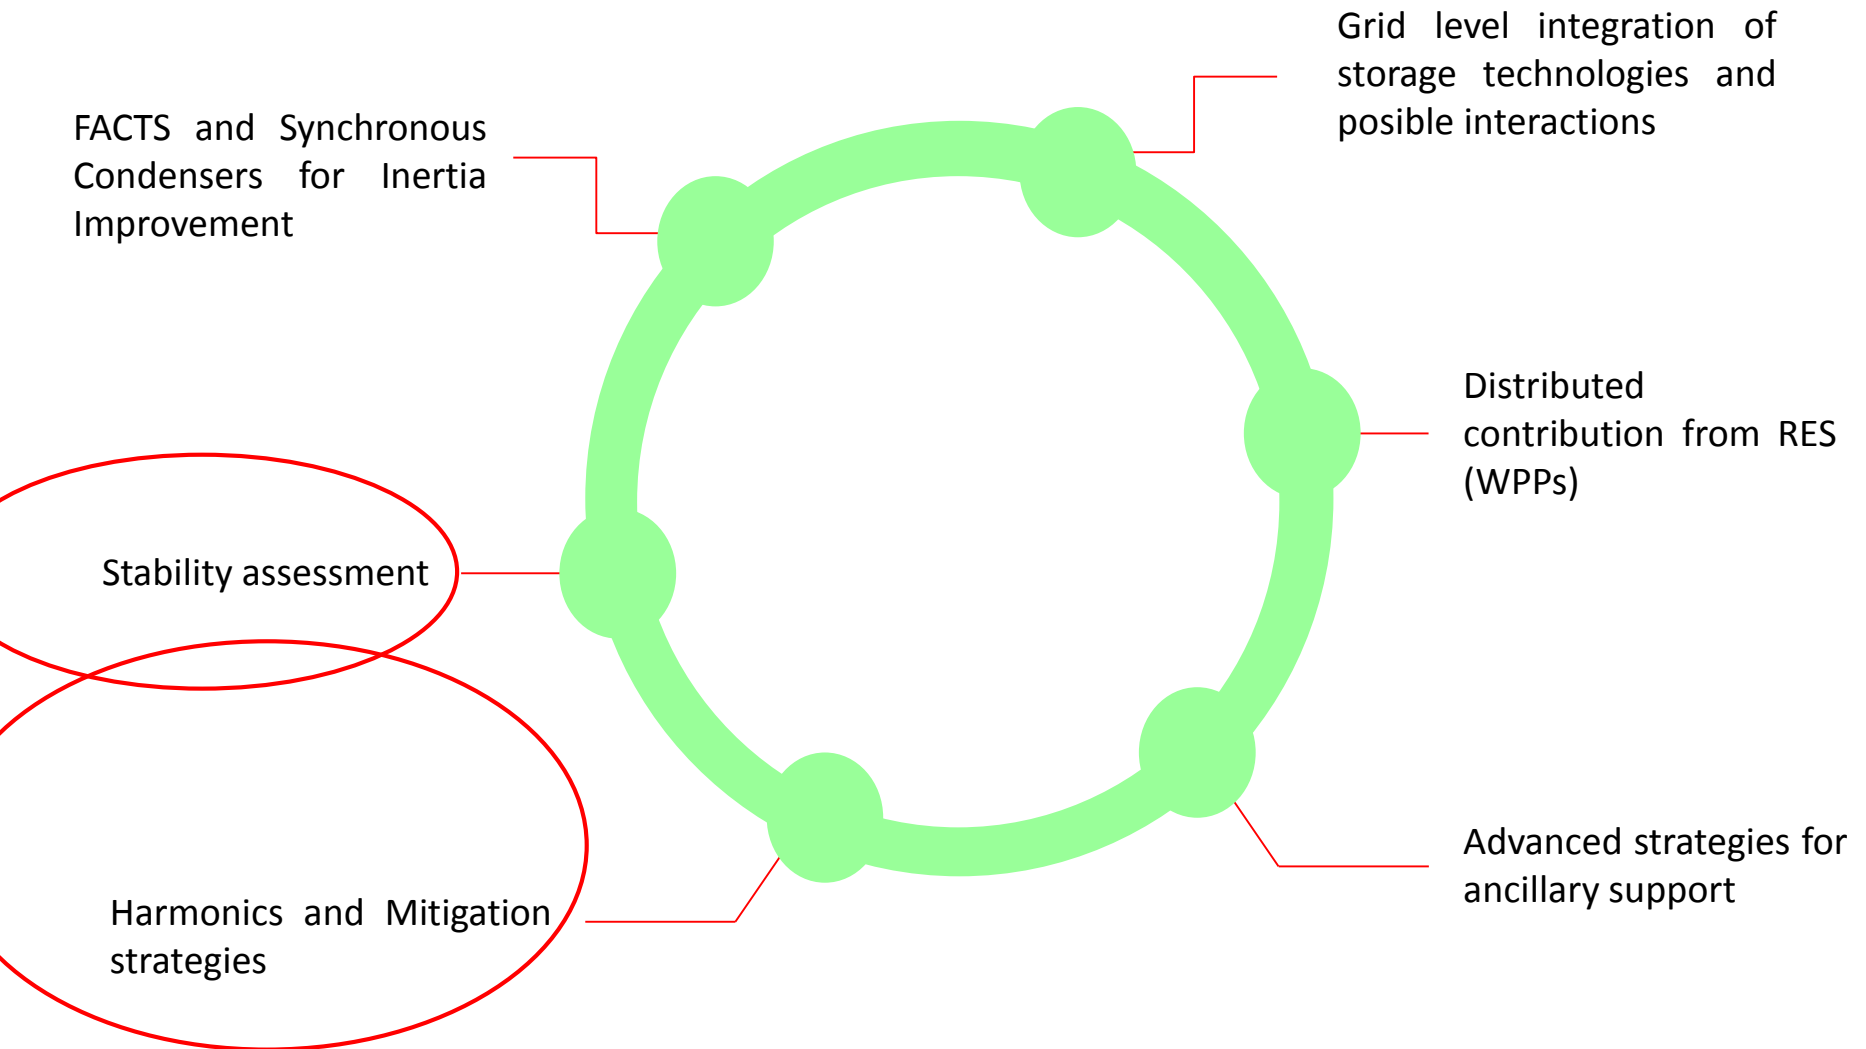 Grid level integration of
storage technologies and
posible interactions
FACTS and Synchronous
Condensers for Inertia
Improvement
Distributed
contribution from RES
(WPPs)
Stability assessment
Advanced strategies for
ancillary support
Harmonics and Mitigation
strategies